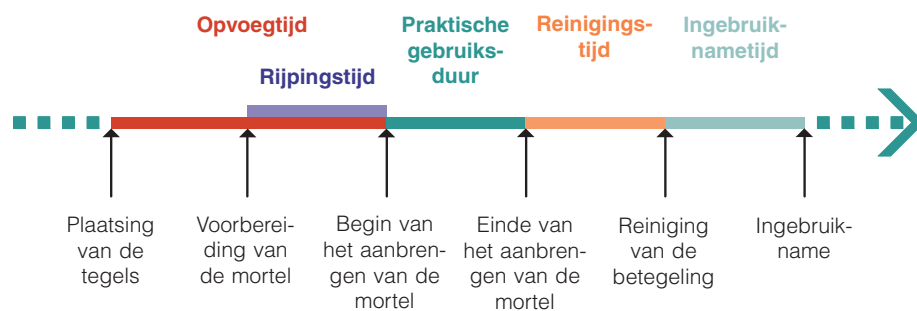 Opvoegtijd
Rijpingstijd
Praktische
gebruiks-
duur
Reinigings-
tijd
Ingebruik-
nametijd
Plaatsing
van de
tegels
Voorberei-
ding van
de mortel
Begin van
het aanbren-
gen van de
mortel
Einde van
het aanbren-
gen van de
mortel
Reiniging
van de
betegeling
Ingebruik-
name